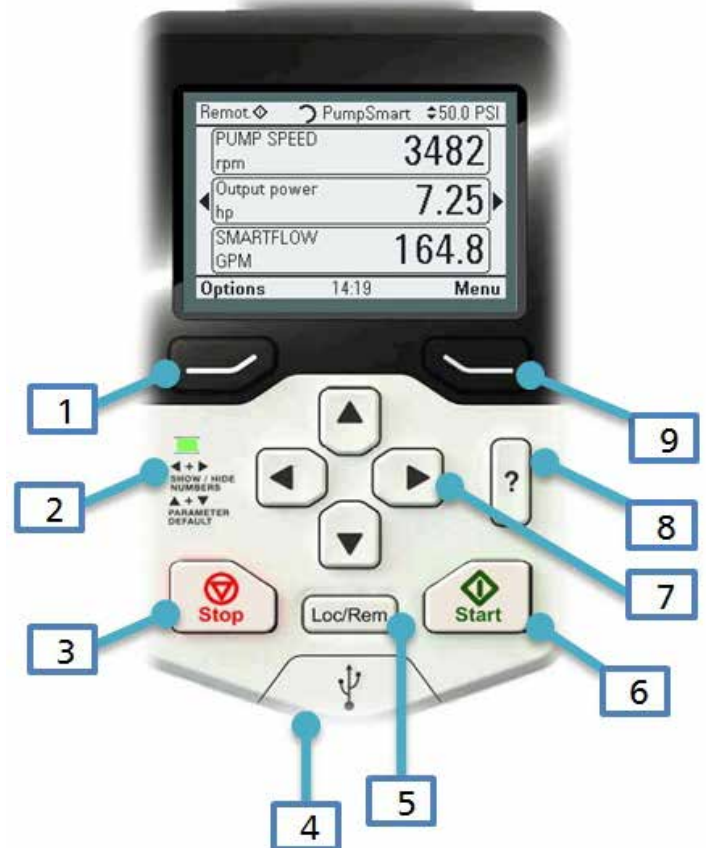 Remot. PumpSmart 50.0 PSI
PUMP SPEED
rpm
3482
Output power
hp
7.25
SMARTFLOW
GPM
164.8
Options 14:19 Menu
1
9
2
SHOW / HIDE
NUMBERS
PARAMETER
DEFAULT
?
8
7
Stop
Loc/Rem
Start
3
6
5
4